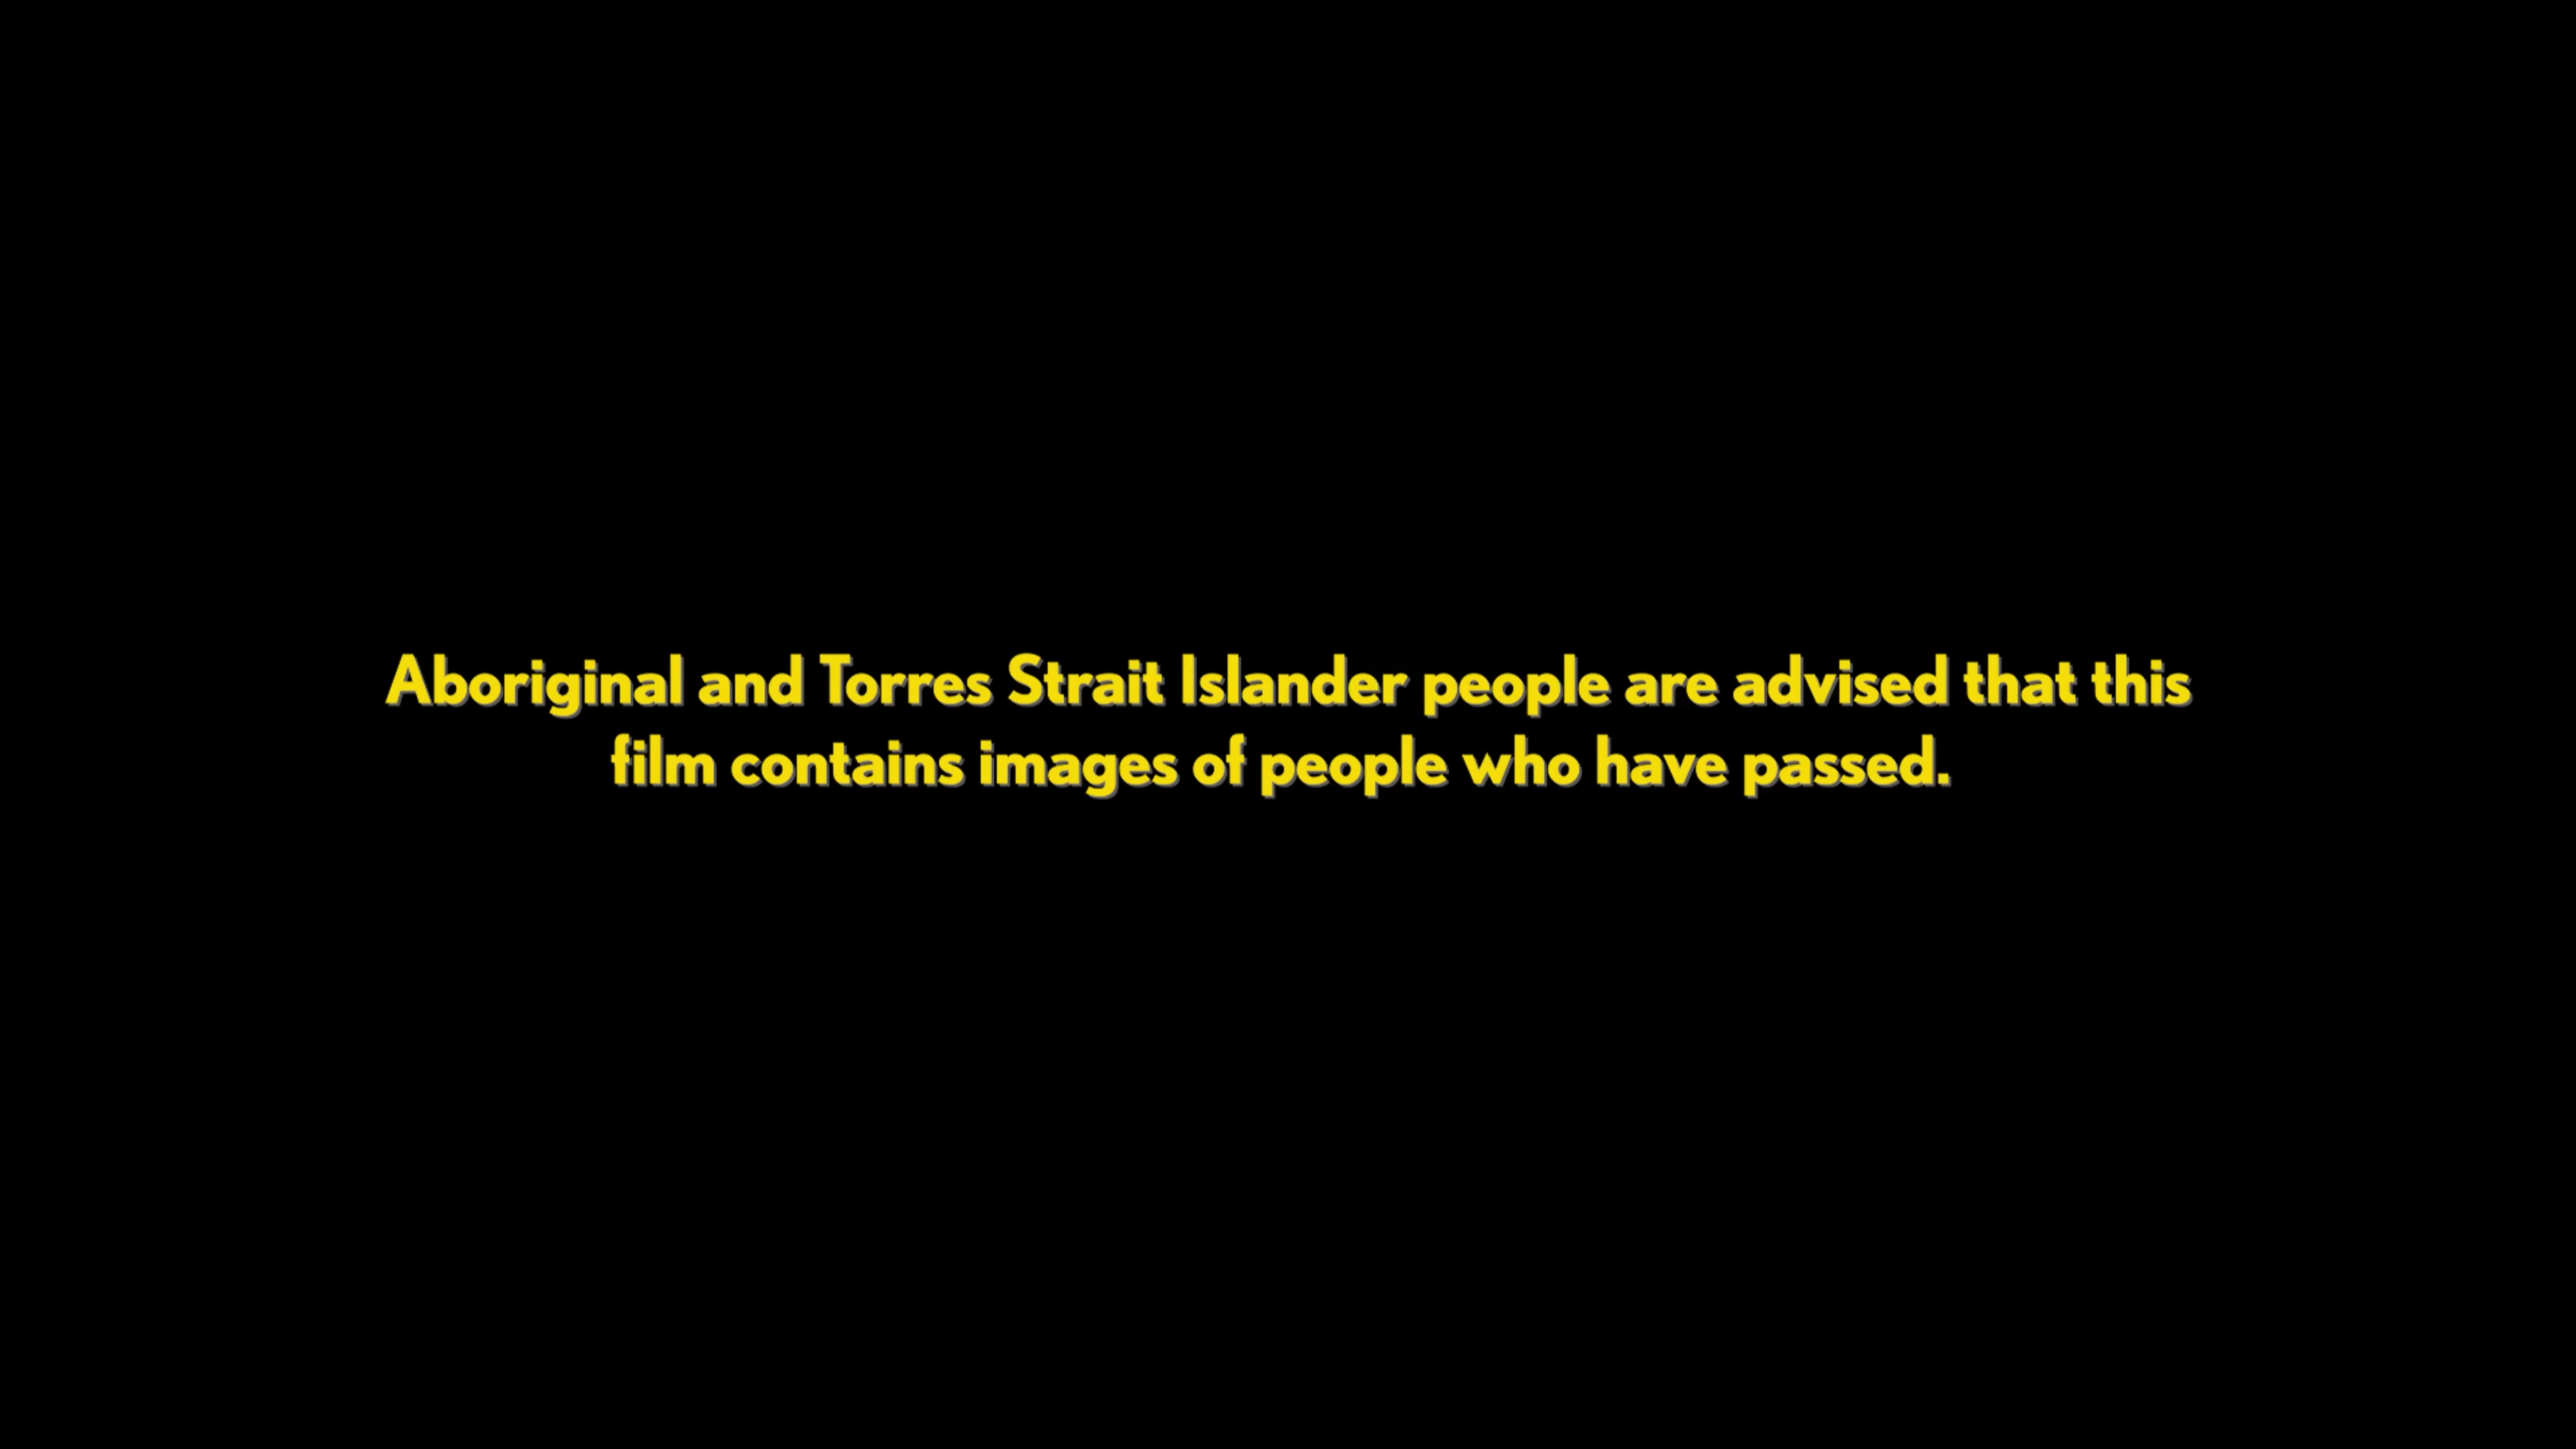 Aboriginal and Torres Strait Islander people are advised that this
film contains images of people who have passed.